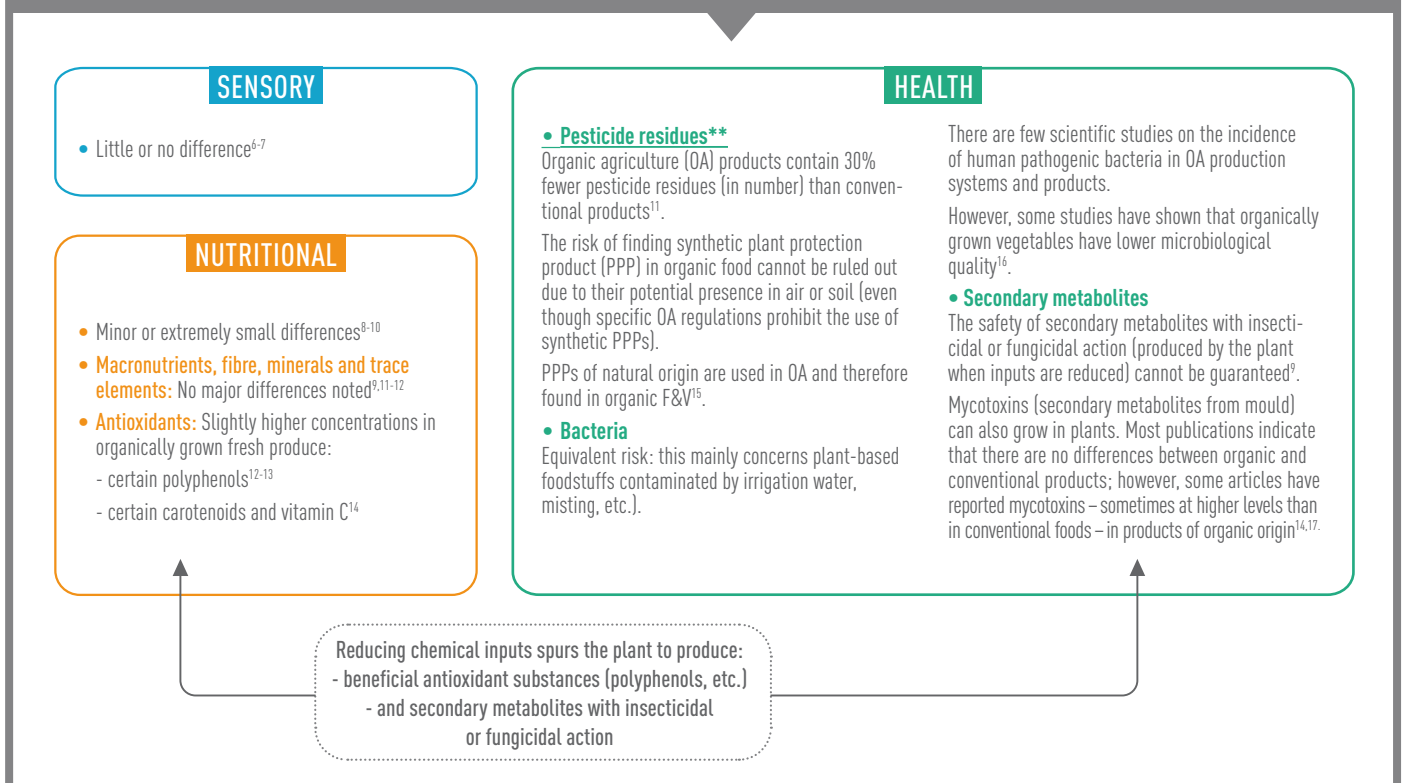 SENSORY
• Little or no difference6-7
NUTRITIONAL
• Minor or extremely small differences8-10
• Macronutrients, fibre, minerals and trace
elements: No major differences noted9,11-12
• Antioxidants: Slightly higher concentrations in
organically grown fresh produce:
- certain polyphenols12-13
- certain carotenoids and vitamin C14
HEALTH
• Pesticide residues**
Organic agriculture (OA) products contain 30%
fewer pesticide residues (in number) than conven-
tional products11.
The risk of finding synthetic plant protection
product (PPP) in organic food cannot be ruled out
due to their potential presence in air or soil (even
though specific OA regulations prohibit the use of
synthetic PPPs).
PPPs of natural origin are used in OA and therefore
found in organic F&V15.
• Bacteria
Equivalent risk: this mainly concerns plant-based
foodstuffs contaminated by irrigation water,
misting, etc.).
There are few scientific studies on the incidence
of human pathogenic bacteria in OA production
systems and products.
However, some studies have shown that organically
grown vegetables have lower microbiological
quality16.
• Secondary metabolites
The safety of secondary metabolites with insecti-
cidal or fungicidal action (produced by the plant
when inputs are reduced) cannot be guaranteed9.
Mycotoxins (secondary metabolites from mould)
can also grow in plants. Most publications indicate
that there are no differences between organic and
conventional products; however, some articles have
reported mycotoxins – sometimes at higher levels than
in conventional foods – in products of organic origin14,17.
Reducing chemical inputs spurs the plant to produce:
- beneficial antioxidant substances (polyphenols, etc.)
- and secondary metabolites with insecticidal
or fungicidal action